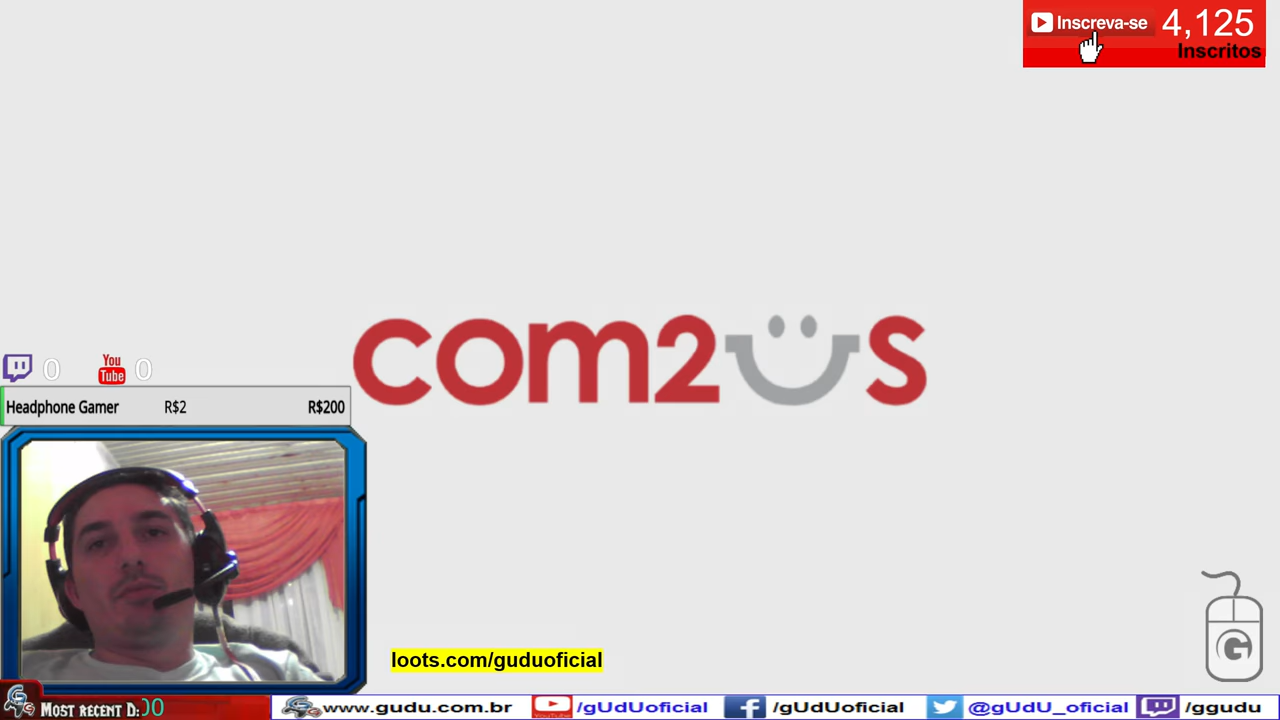 Inscreva-se 4,125
Inscritos
com2us
0 You Tube 0
Headphone Gamer R$2 R$200
loots.com/guduoficial
MOST RECENT D:
www.gudu.com.br YouTube /gUdUoficial /gUdUoficial @gUdU_oficial /ggudu
G